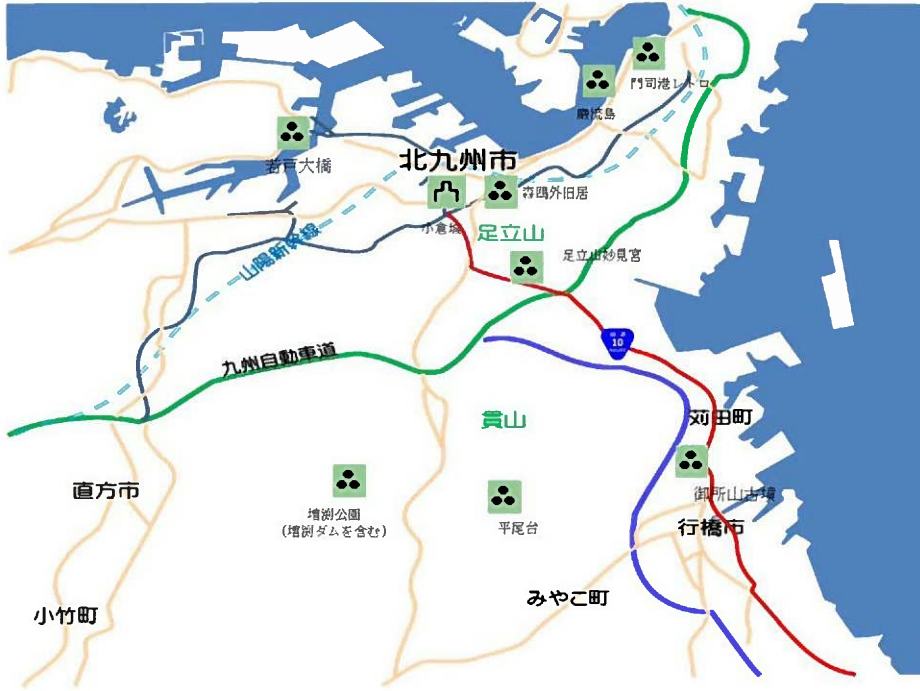 門司港レトロ
巌流島
北九州市
若戸大橋
森鴎外旧居
小倉城
足立山
山陽新幹線
足立山妙見宮
10
九州自動車道
苅田町
貫山
直方市
御所山古墳
増渕公園
(増渕ダムを含む)
平尾台
行橋市
みやこ町
小竹町